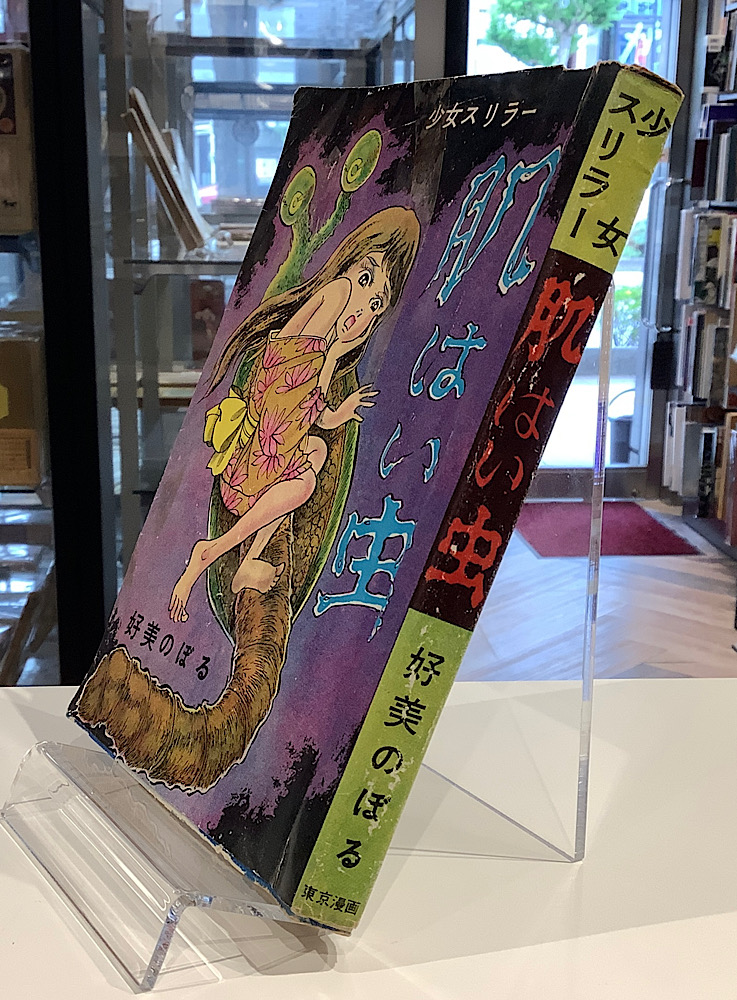 少女スリラー
肌はい虫
好美のぼる
少女スリラー
肌はい虫
好美のぼる
東京漫画